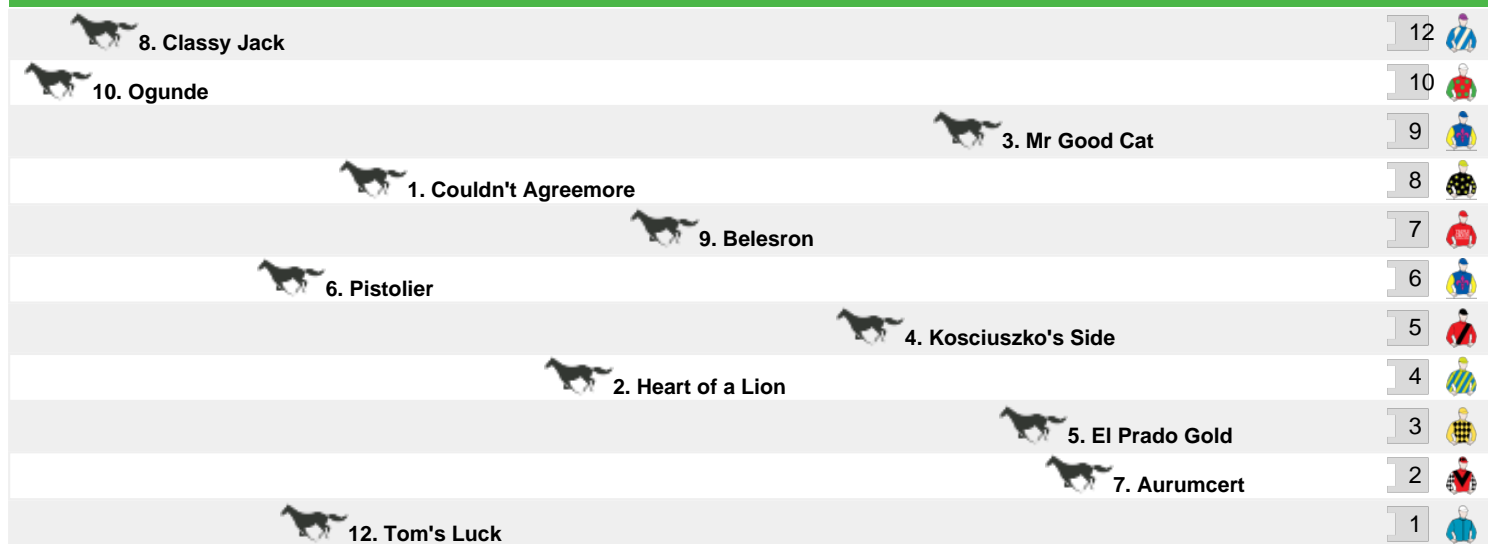 8. Classy Jack 12
10. Ogunde 10
3. Mr Good Cat 9
1. Couldn't Agreemore 8
9. Belesron 7
6. Pistolier 6
4. Kosciuszko's Side 5
2. Heart of a Lion 4
5. El Prado Gold 3
7. Aurumcert 2
12. Tom's Luck 1